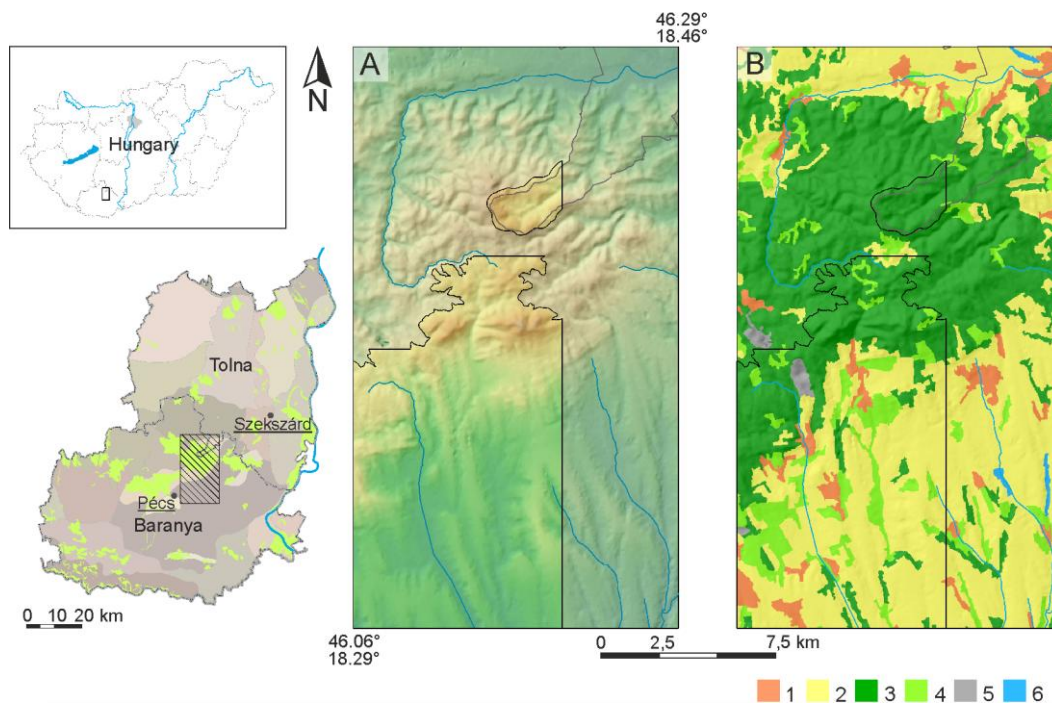 46.29°
18.46°
A
B
N
Hungary
Tolna
Szekszárd
Pécs
Baranya
0 10 20 km
46.06°
18.29°
0 2,5 7,5 km
1 2 3 4 5 6